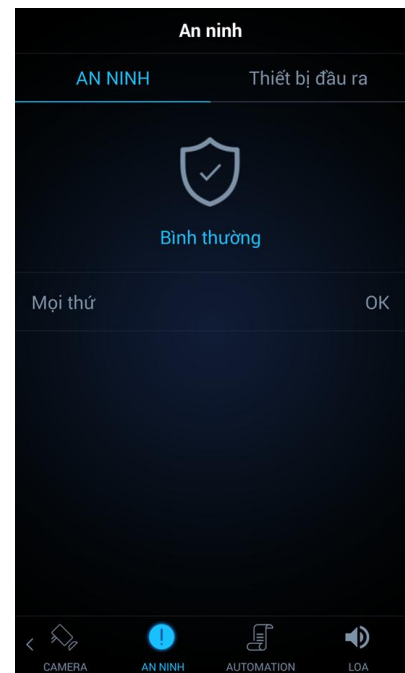 An ninh
AN NINH Thiết bị đầu ra
Bình thường
Mọi thứ OK
CAMERA AN NINH AUTOMATION LOA